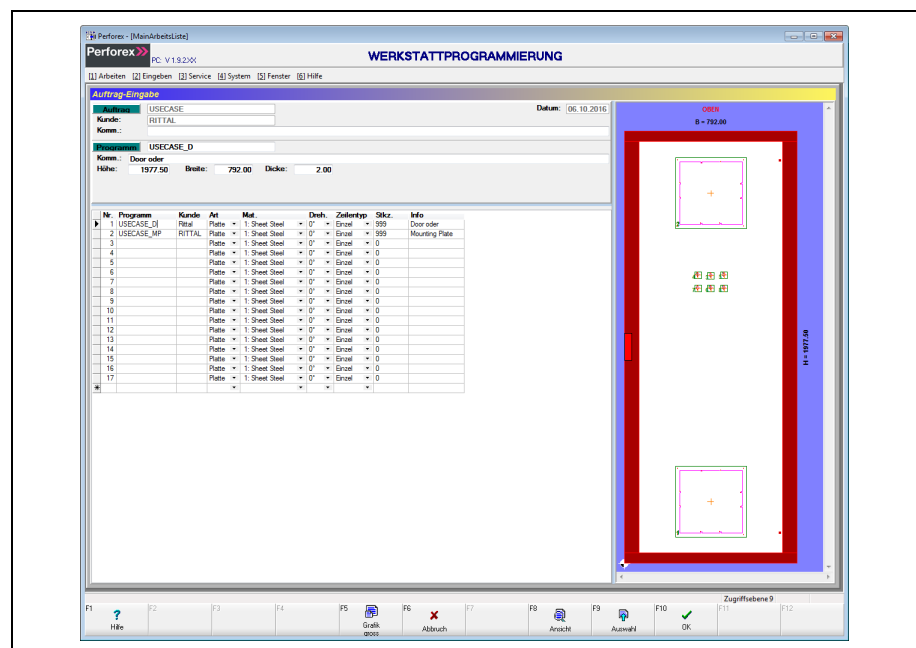 Perforex - [MainArbeitsListe]
Perforex PC: V 1.9.2.XX WERKSTATTPROGRAMMIERUNG
[1] Arbeiten [2] Eingeben [3] Service [4] System [5] Fenster [6] Hilfe
Auftrag-Eingabe
Auftrag USECASE Datum: 06.10.2016
Kunde: RITTAL
Komm.:
Programm USECASE_D
Komm.: Door oder
Höhe: 1977.50 Breite: 792.00 Dicke: 2.00
Nr. Programm Kunde Art Mat. Dreh. Zeilentyp Stkz. Info
1 USECASE_D Rittal Platte 1: Sheet Steel 0° Einzel 999 Door oder
2 USECASE_MP RITTAL Platte 1: Sheet Steel 0° Einzel 999 Mounting Plate
3 Platte 1: Sheet Steel 0° Einzel 0
4 Platte 1: Sheet Steel 0° Einzel 0
5 Platte 1: Sheet Steel 0° Einzel 0
6 Platte 1: Sheet Steel 0° Einzel 0
7 Platte 1: Sheet Steel 0° Einzel 0
8 Platte 1: Sheet Steel 0° Einzel 0
9 Platte 1: Sheet Steel 0° Einzel 0
10 Platte 1: Sheet Steel 0° Einzel 0
11 Platte 1: Sheet Steel 0° Einzel 0
12 Platte 1: Sheet Steel 0° Einzel 0
13 Platte 1: Sheet Steel 0° Einzel 0
14 Platte 1: Sheet Steel 0° Einzel 0
15 Platte 1: Sheet Steel 0° Einzel 0
16 Platte 1: Sheet Steel 0° Einzel 0
17 Platte 1: Sheet Steel 0° Einzel 0
OBEN
B = 792.00
H = 1977.50
Zugriffsebene 9
F1 F2 F3 F4 F5 F6 F7 F8 F9 F10 F11 F12
Hilfe Grafik gross Abbruch Ansicht Auswahl OK